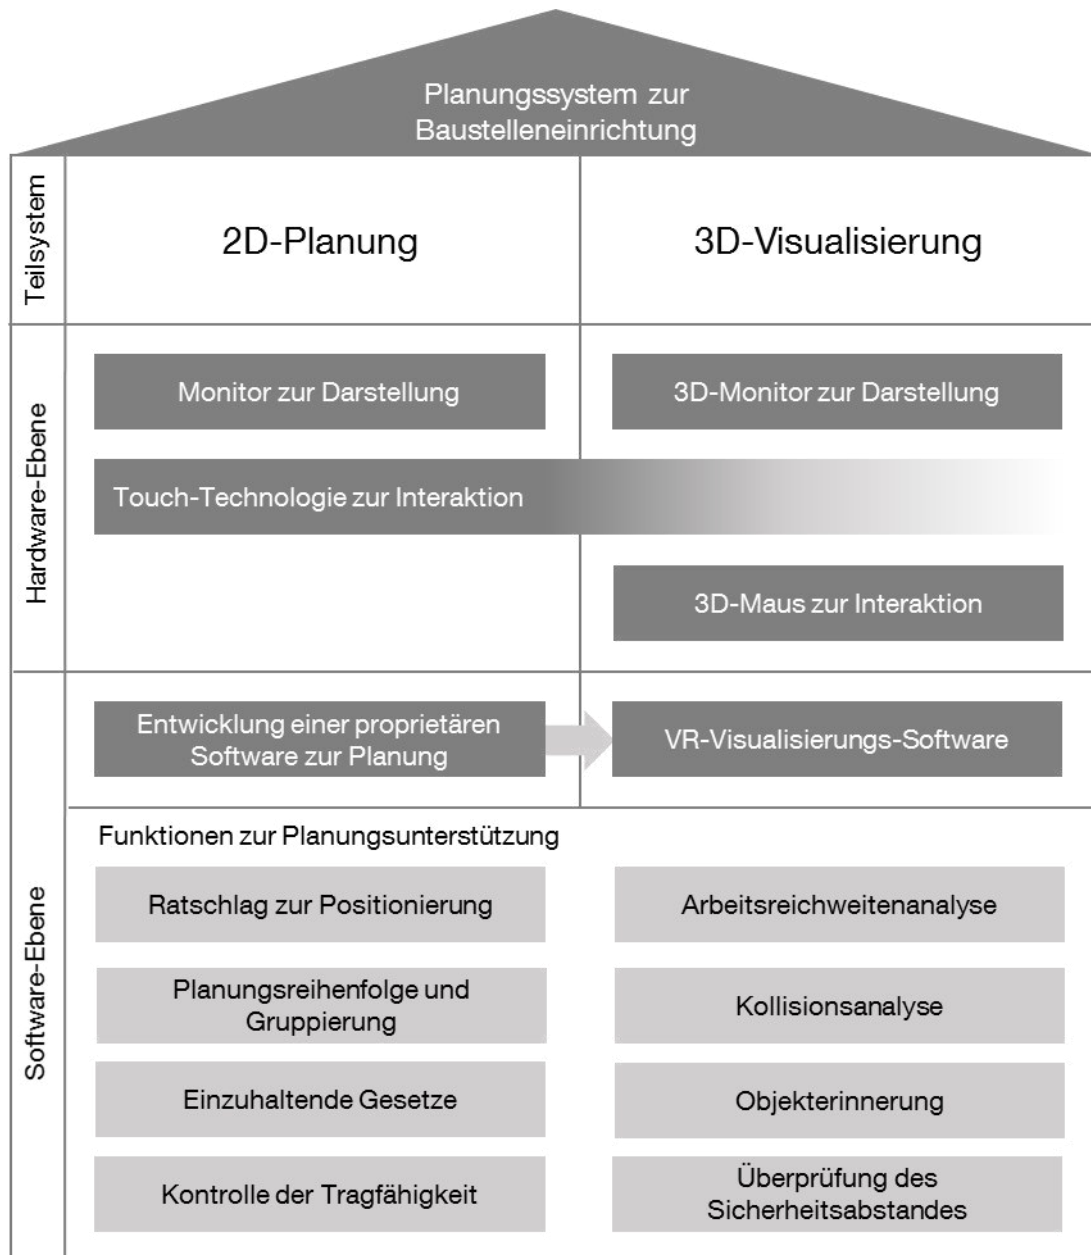 Planungssystem zur
Baustelleneinrichtung
Teilsystem
2D-Planung
3D-Visualisierung
Hardware-Ebene
Monitor zur Darstellung
3D-Monitor zur Darstellung
Touch-Technologie zur Interaktion
3D-Maus zur Interaktion
Software-Ebene
Entwicklung einer proprietären
Software zur Planung
VR-Visualisierungs-Software
Funktionen zur Planungsunterstützung
Ratschlag zur Positionierung
Arbeitsreichweitenanalyse
Planungsreihenfolge und
Gruppierung
Kollisionsanalyse
Einzuhaltende Gesetze
Objekterinnerung
Kontrolle der Tragfähigkeit
Überprüfung des
Sicherheitsabstandes